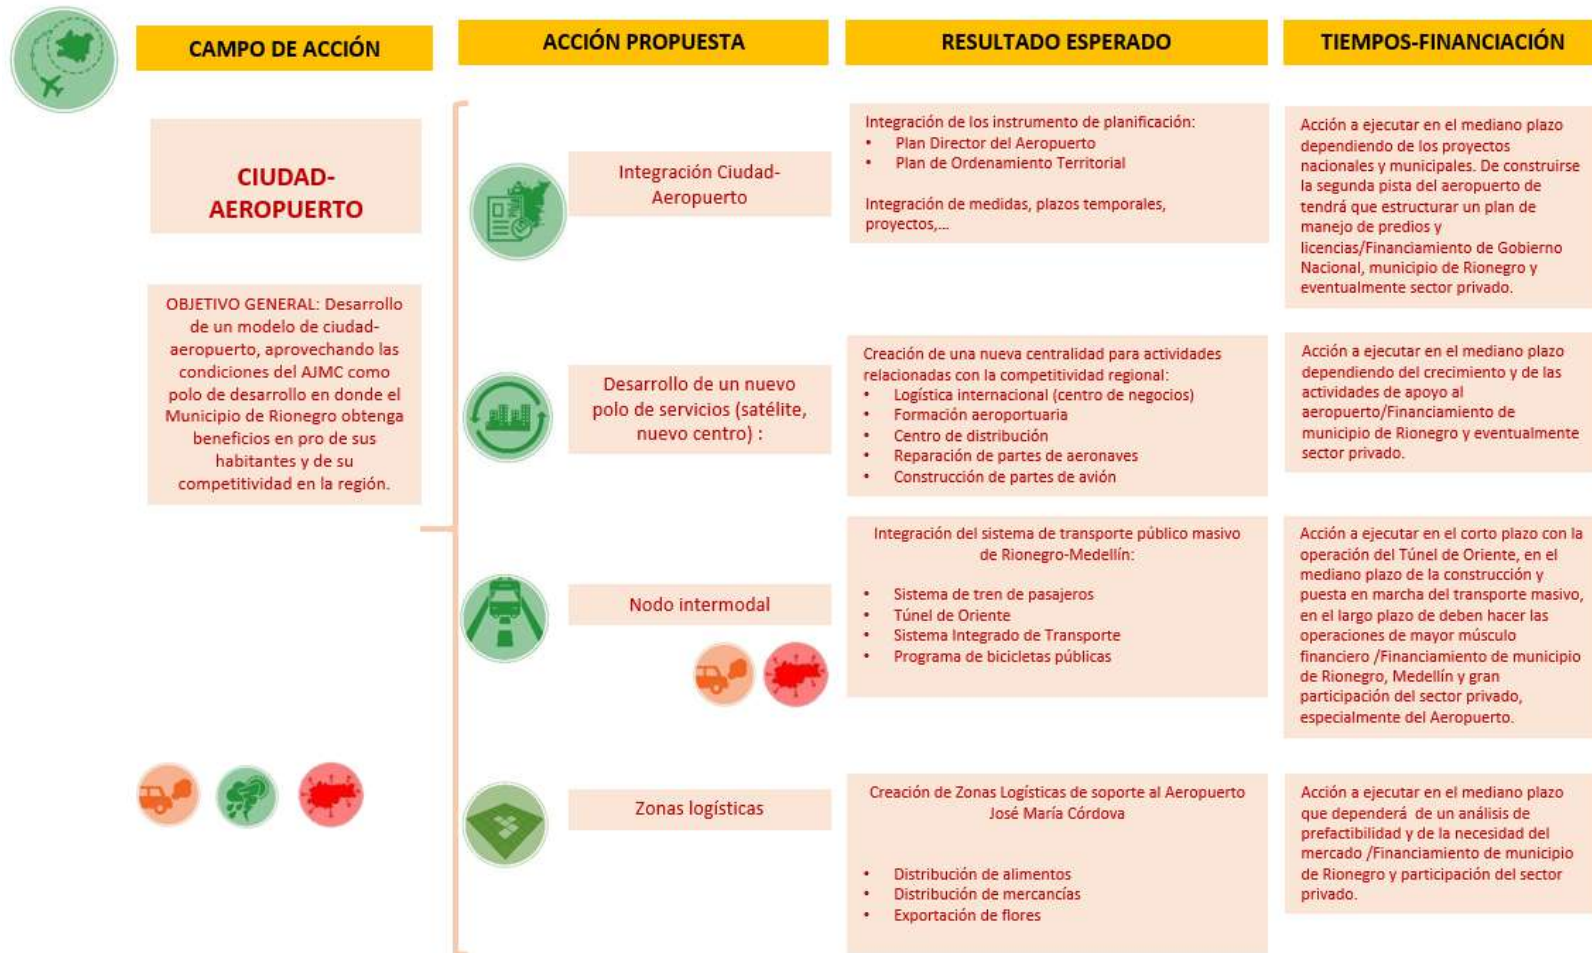 CAMPO DE ACCIÓN
ACCIÓN PROPUESTA
RESULTADO ESPERADO
TIEMPOS-FINANCIACIÓN
CIUDAD-
AEROPUERTO
OBJETIVO GENERAL: Desarrollo
de un modelo de ciudad-
aeropuerto, aprovechando las
condiciones del AJMC como
polo de desarrollo en donde el
Municipio de Rionegro obtenga
beneficios en pro de sus
habitantes y de su
competitividad en la región.
Integración Ciudad-
Aeropuerto
Integración de los instrumento de planificación:
• Plan Director del Aeropuerto
• Plan de Ordenamiento Territorial
Integración de medidas, plazos temporales,
proyectos,...
Acción a ejecutar en el mediano plazo
dependiendo de los proyectos
nacionales y municipales. De construirse
la segunda pista del aeropuerto de
tendrá que estructurar un plan de
manejo de predios y
licencias/Financiamiento de Gobierno
Nacional, municipio de Rionegro y
eventualmente sector privado.
Desarrollo de un nuevo
polo de servicios (satélite,
nuevo centro) :
Creación de una nueva centralidad para actividades
relacionadas con la competitividad regional:
• Logística internacional (centro de negocios)
• Formación aeroportuaria
• Centro de distribución
• Reparación de partes de aeronaves
• Construcción de partes de avión
Acción a ejecutar en el mediano plazo
dependiendo del crecimiento y de las
actividades de apoyo al
aeropuerto/Financiamiento de
municipio de Rionegro y eventualmente
sector privado.
Nodo intermodal
Integración del sistema de transporte público masivo
de Rionegro-Medellín:
• Sistema de tren de pasajeros
• Túnel de Oriente
• Sistema Integrado de Transporte
• Programa de bicicletas públicas
Acción a ejecutar en el corto plazo con la
operación del Túnel de Oriente, en el
mediano plazo de la construcción y
puesta en marcha del transporte masivo,
en el largo plazo de deben hacer las
operaciones de mayor músculo
financiero /Financiamiento de municipio
de Rionegro, Medellín y gran
participación del sector privado,
especialmente del Aeropuerto.
Zonas logísticas
Creación de Zonas Logísticas de soporte al Aeropuerto
José María Córdova
• Distribución de alimentos
• Distribución de mercancías
• Exportación de flores
Acción a ejecutar en el mediano plazo
que dependerá de un análisis de
prefactibilidad y de la necesidad del
mercado /Financiamiento de municipio
de Rionegro y participación del sector
privado.